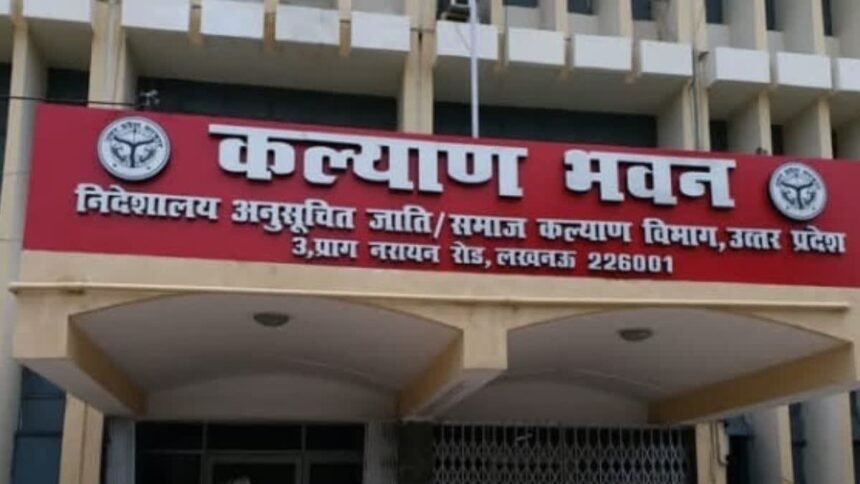 कल्याण भवन
निदेशालय अनुसूचित जाति/समाज कल्याण विभाग, उत्तर प्रदेश
3, प्राग नरायन रोड, लखनऊ 226001